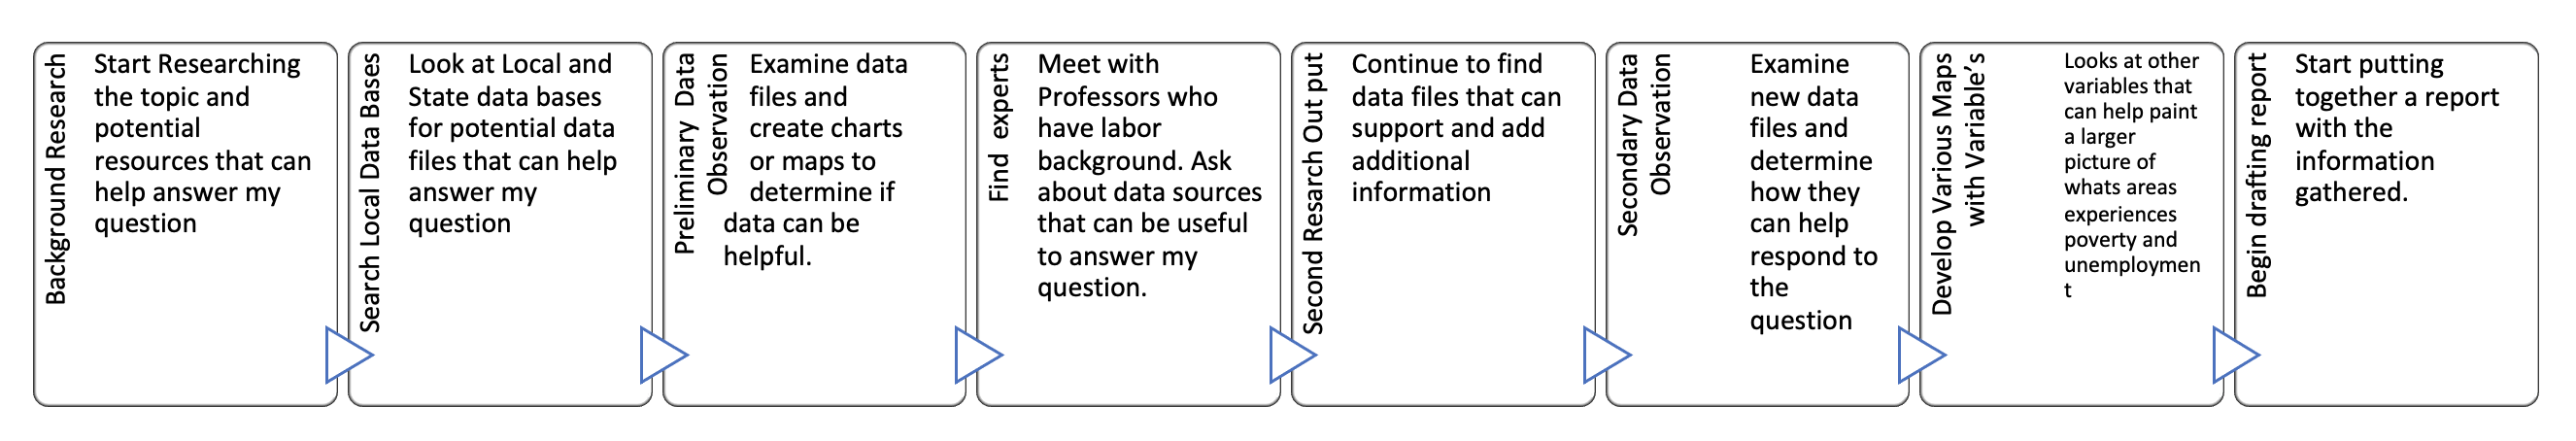 Background Research
Start Researching
the topic and
potential
resources that can
help answer my
question
Search Local Data Bases
Look at Local and
State data bases
for potential data
files that can help
answer my
question
Preliminary Data
Observation
Examine data
files and
create charts
or maps to
determine if
data can be
helpful.
Find experts
Meet with
Professors who
have labor
background. Ask
about data sources
that can be useful
to answer my
question.
Second Resarch Out put
Continue to find
data files that can
support and add
additional
information
Secondary Data
Observation
Examine
new data
files and
determine
how they
can help
respond to
the
question
Develop Various Maps
with Variable's
Looks at other
variables that
can help paint
a larger
picture of
whats areas
experiences
poverty and
unemploymen
t
Begin drafting report
Start putting
together a report
with the
information
gathered.